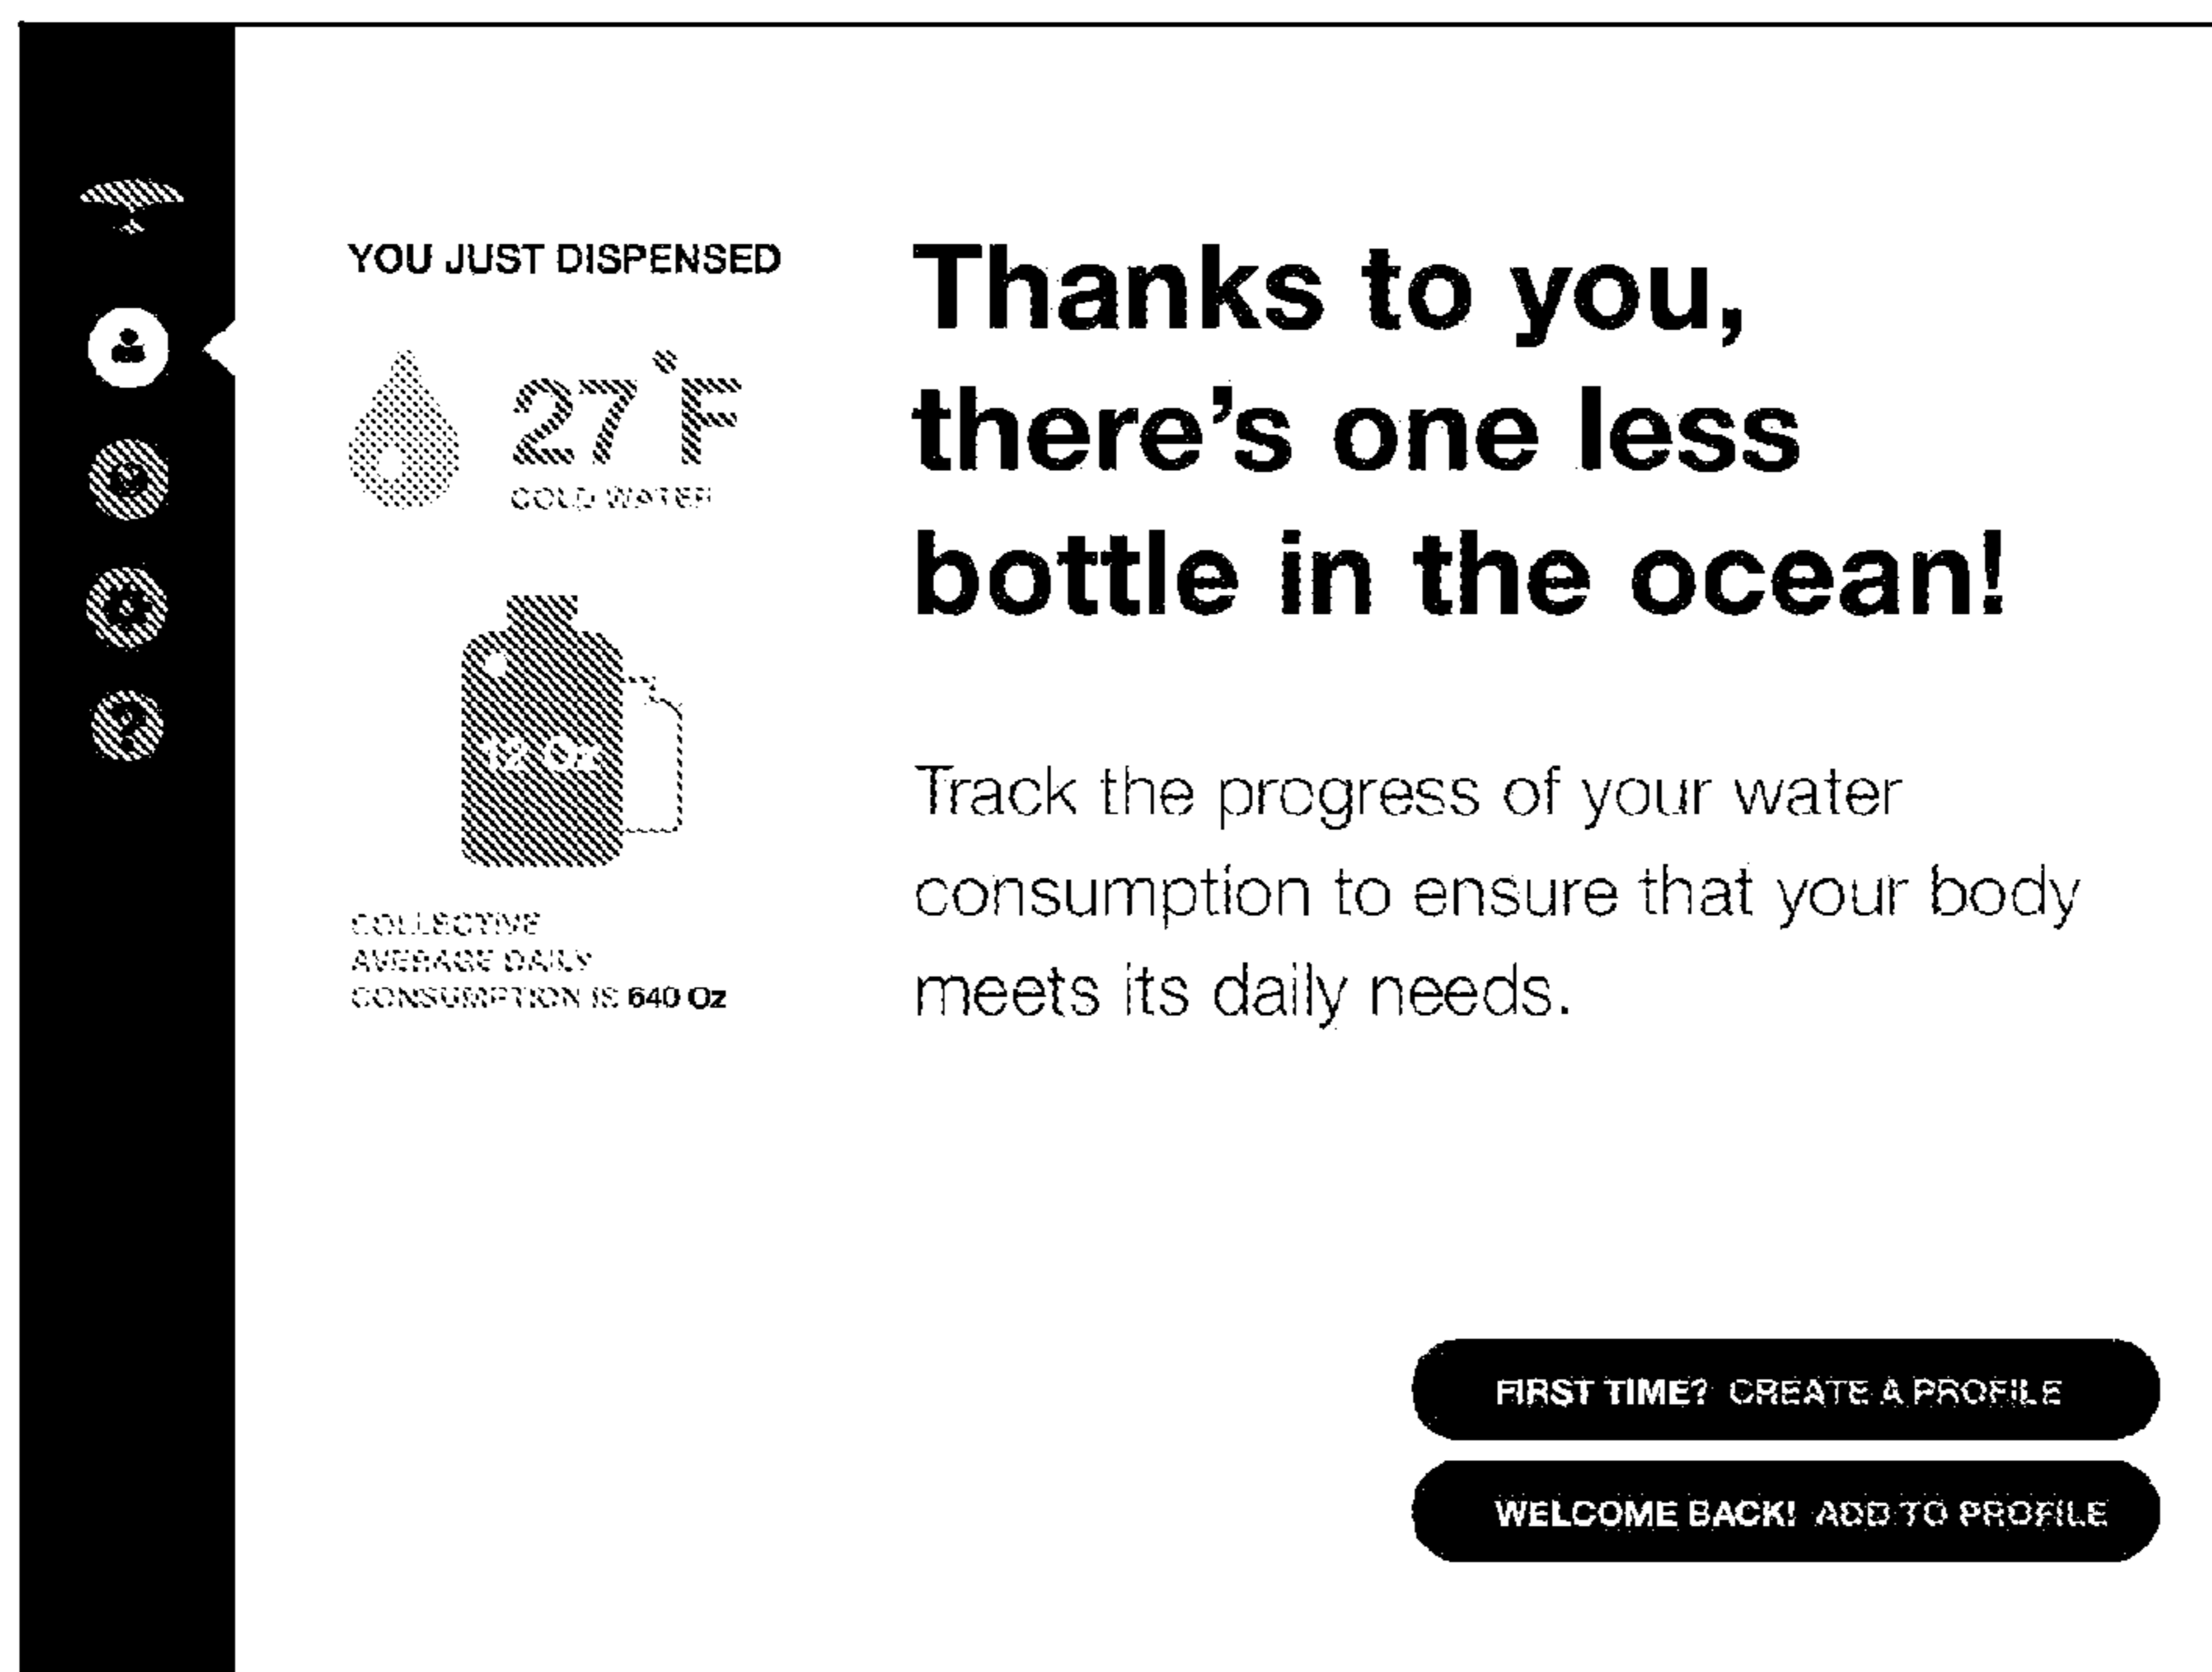 YOU JUST DISPENSED
27°F
COLD WATER
12 Oz
COLLECTIVE
AVERAGE DAILY
CONSUMPTION IS 640 Oz
Thanks to you,
there’s one less
bottle in the ocean!
Track the progress of your water
consumption to ensure that your body
meets its daily needs.
FIRST TIME? CREATE A PROFILE
WELCOME BACK! ADD TO PROFILE